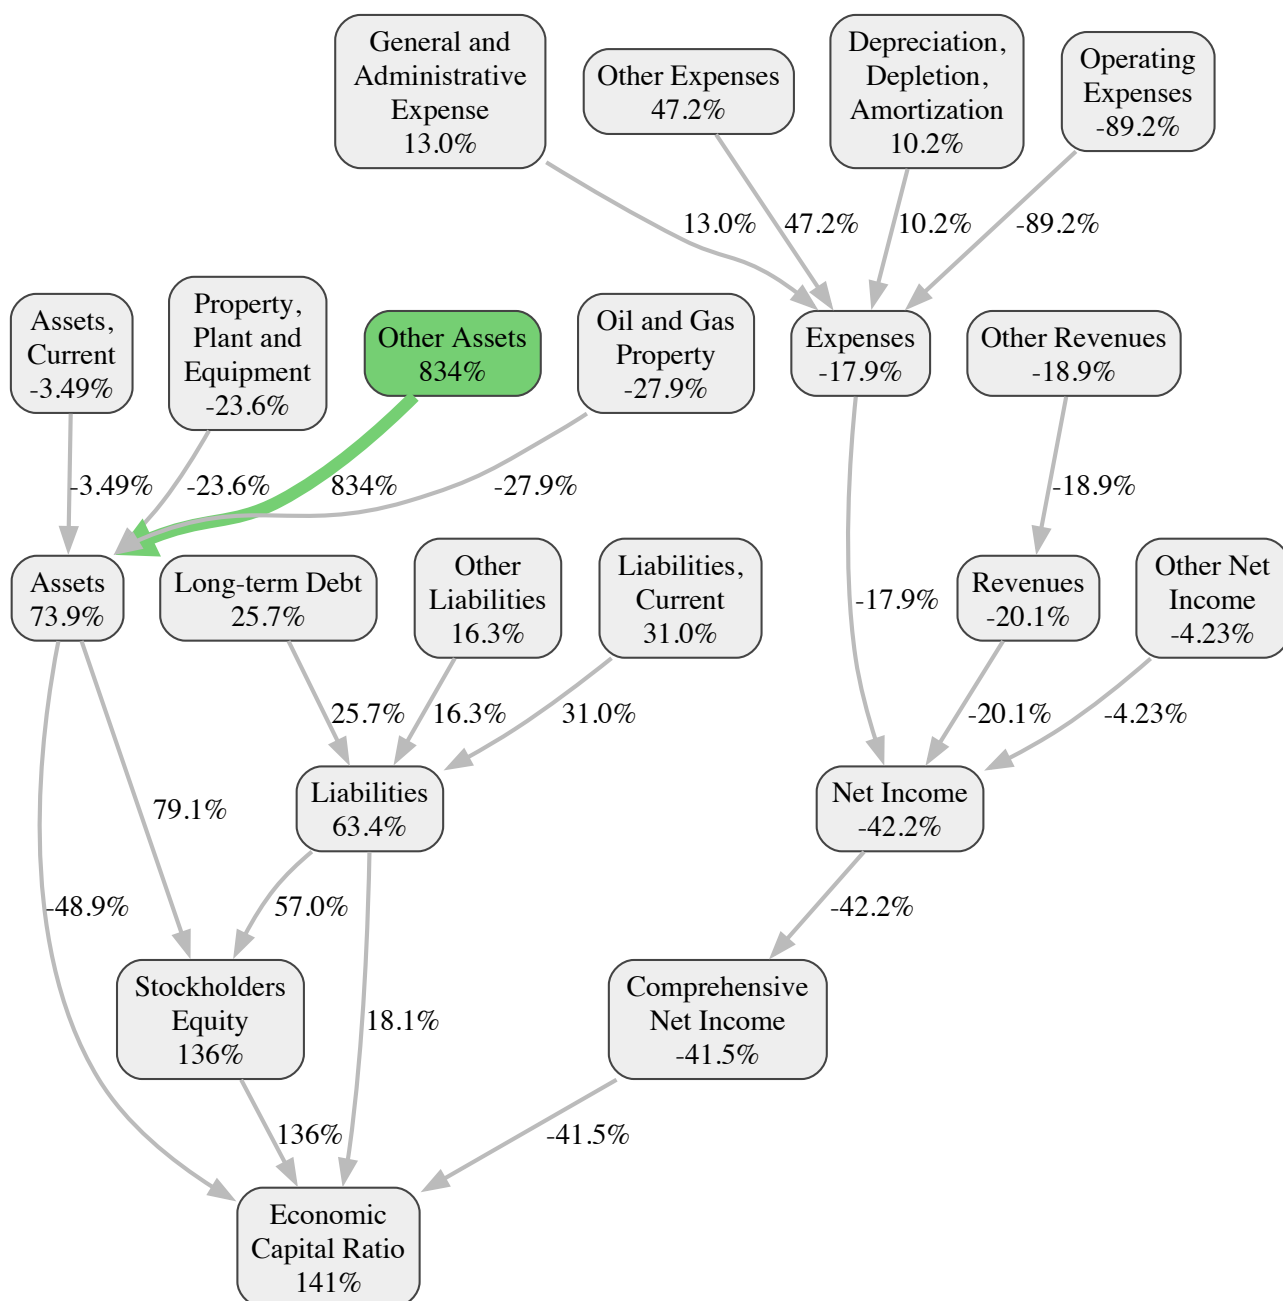 General and
Administrative
Expense
13.0%
Other Expenses
47.2%
Depreciation,
Depletion,
Amortization
10.2%
Operating
Expenses
-89.2%
13.0%
47.2%
10.2%
-89.2%
Assets,
Current
-3.49%
Property,
Plant and
Equipment
-23.6%
Other Assets
834%
Oil and Gas
Property
-27.9%
Expenses
-17.9%
Other Revenues
-18.9%
-3.49%
-23.6%
834%
-27.9%
-18.9%
Assets
73.9%
Long-term Debt
25.7%
Other
Liabilities
16.3%
Liabilities,
Current
31.0%
-17.9%
Revenues
-20.1%
Other Net
Income
-4.23%
25.7%
16.3%
31.0%
-20.1%
-4.23%
79.1%
Liabilities
63.4%
Net Income
-42.2%
-48.9%
57.0%
-42.2%
Stockholders
Equity
136%
18.1%
Comprehensive
Net Income
-41.5%
136%
-41.5%
Economic
Capital Ratio
141%